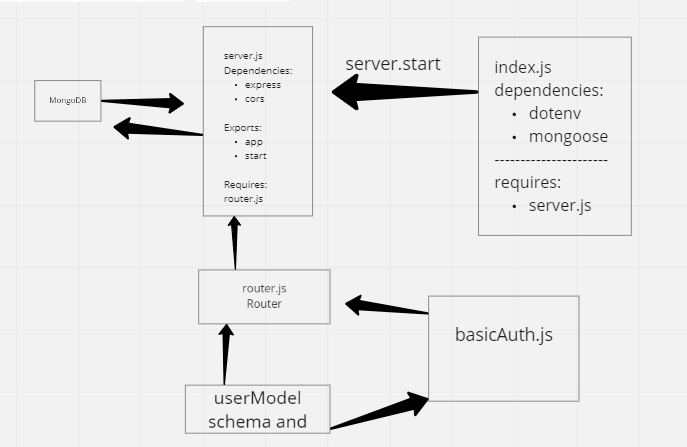 server.js
Dependencies:
• express
• cors
Exports:
• app
• start
Requires:
router.js
MongoDB
server.start
index.js
dependencies:
• dotenv
• mongoose
----------------------
requires:
• server.js
router.js
Router
basicAuth.js
userModel
schema and